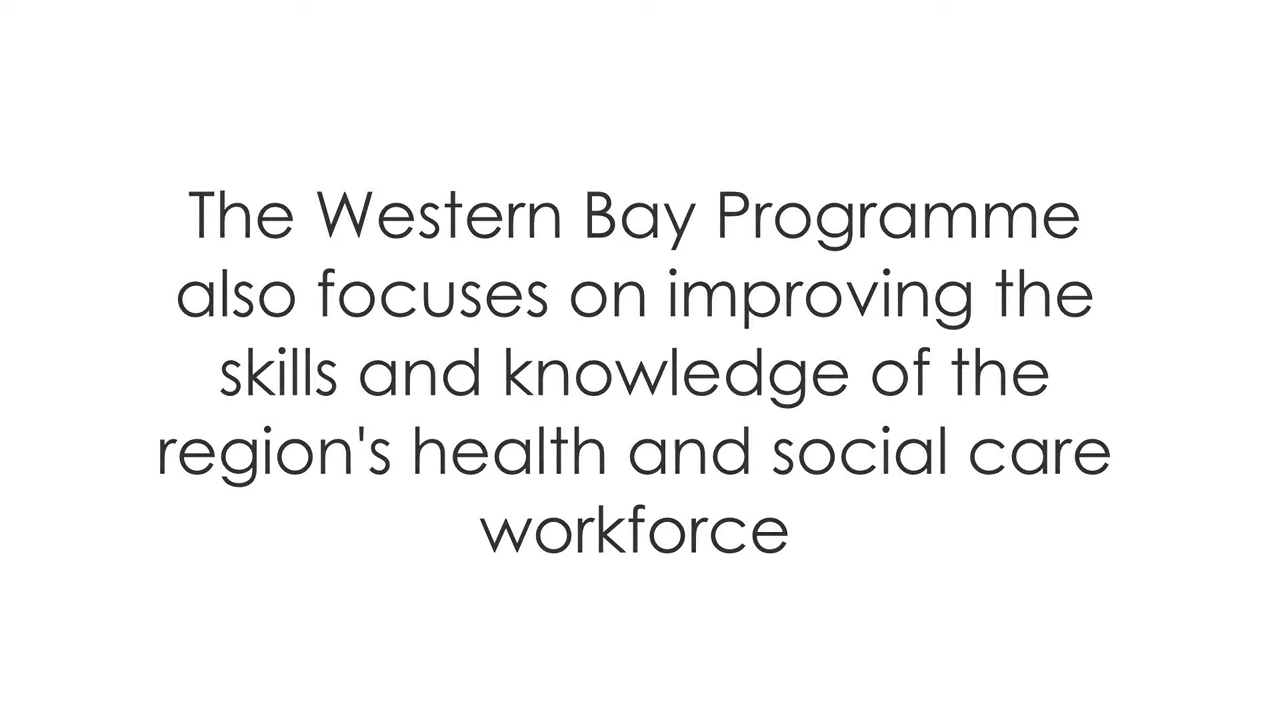 The Western Bay Programme
also focuses on improving the
skills and knowledge of the
region's health and social care
workforce